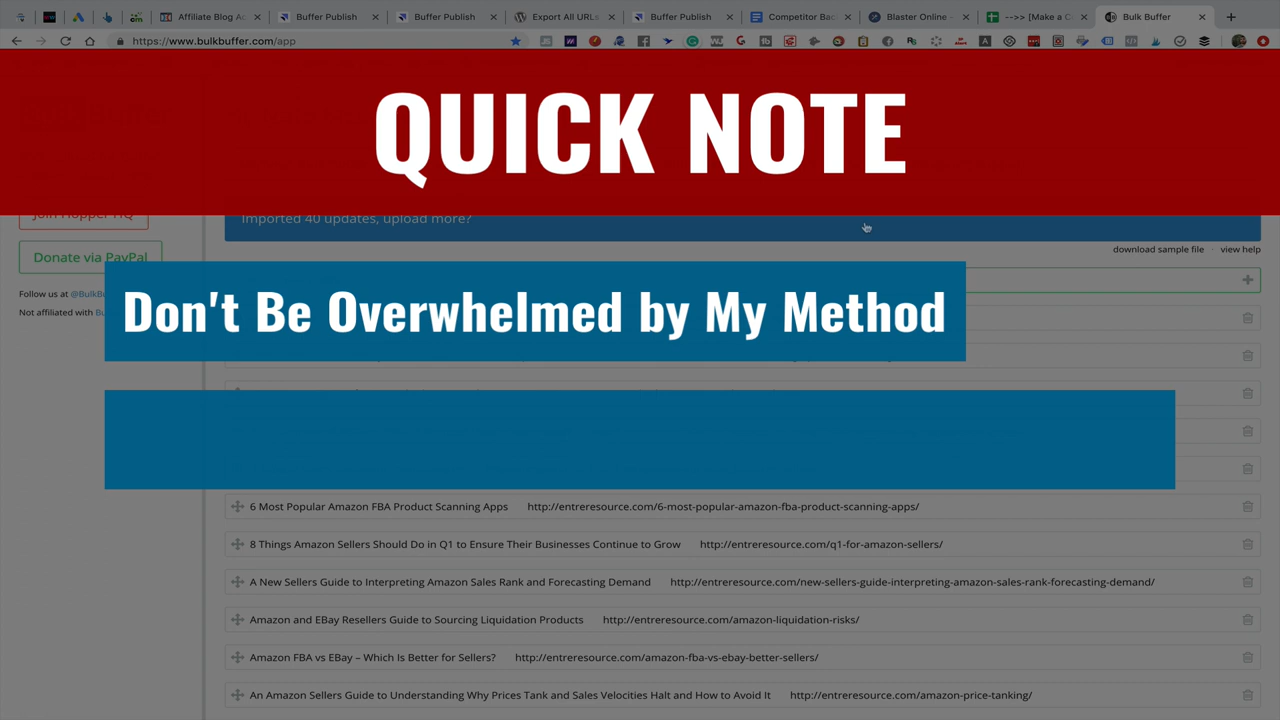 Affiliate Blog Ac
Buffer Publish
Buffer Publish
Export All URLs
Buffer Publish
Competitor Bac
Blaster Online -
-->> [Make a C
Bulk Buffer
https://www.bulkbuffer.com/app
QUICK NOTE
Join Hopper HQ
Imported 40 updates, upload more?
Donate via PayPal
download sample file · view help
Follow us at @BulkBu
Not affiliated with Bu
Don't Be Overwhelmed by My Method
6 Most Popular Amazon FBA Product Scanning Apps http://entreresource.com/6-most-popular-amazon-fba-product-scanning-apps/
8 Things Amazon Sellers Should Do in Q1 to Ensure Their Businesses Continue to Grow http://entreresource.com/q1-for-amazon-sellers/
A New Sellers Guide to Interpreting Amazon Sales Rank and Forecasting Demand http://entreresource.com/new-sellers-guide-interpreting-amazon-sales-rank-forecasting-demand/
Amazon and EBay Resellers Guide to Sourcing Liquidation Products http://entreresource.com/amazon-liquidation-risks/
Amazon FBA vs EBay – Which Is Better for Sellers? http://entreresource.com/amazon-fba-vs-ebay-better-sellers/
An Amazon Sellers Guide to Understanding Why Prices Tank and Sales Velocities Halt and How to Avoid It http://entreresource.com/amazon-price-tanking/